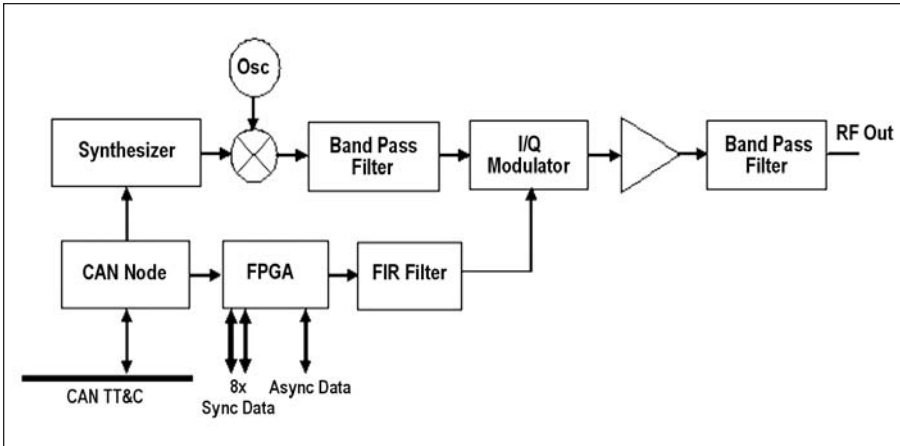 Osc
Synthesizer
Band Pass
Filter
I/Q
Modulator
Band Pass
Filter
RF Out
CAN Node
FPGA
FIR Filter
CAN TT&C
8x
Sync Data
Async Data